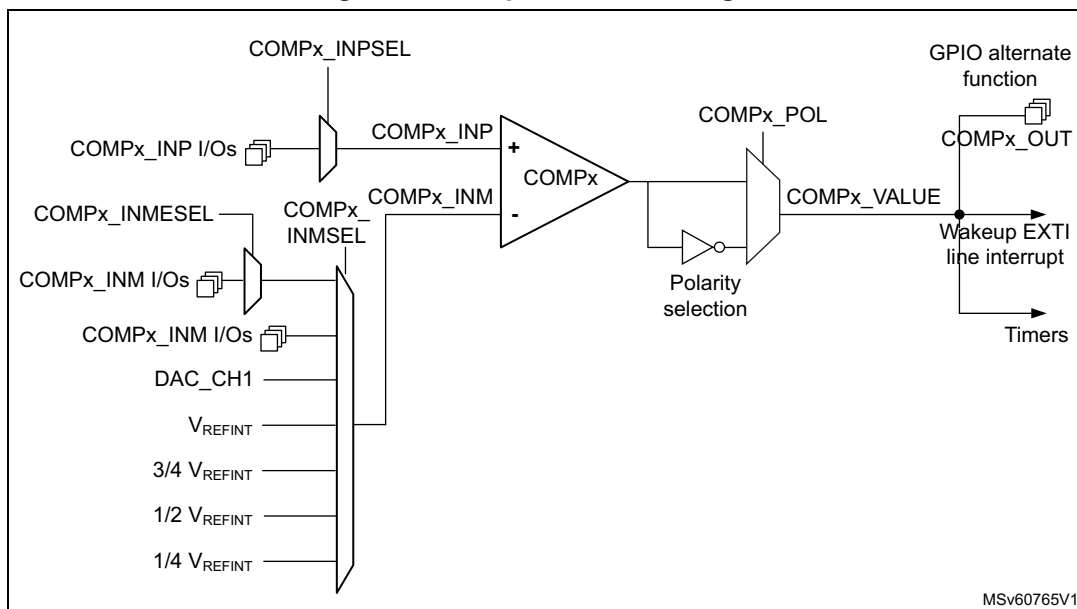 COMPx_INPSEL
GPIO alternate
function
COMPx_POL
COMPx_INP I/Os
COMPx_INP
+
COMPx
COMPx_OUT
COMPx_INMESEL
COMPx_
INMSEL
COMPx_INM
-
COMPx_VALUE
Wakeup EXTI
line interrupt
COMPx_INM I/Os
Polarity
selection
COMPx_INM I/Os
Timers
DAC_CH1
VREFINT
3/4 VREFINT
1/2 VREFINT
1/4 VREFINT
MSv60765V1